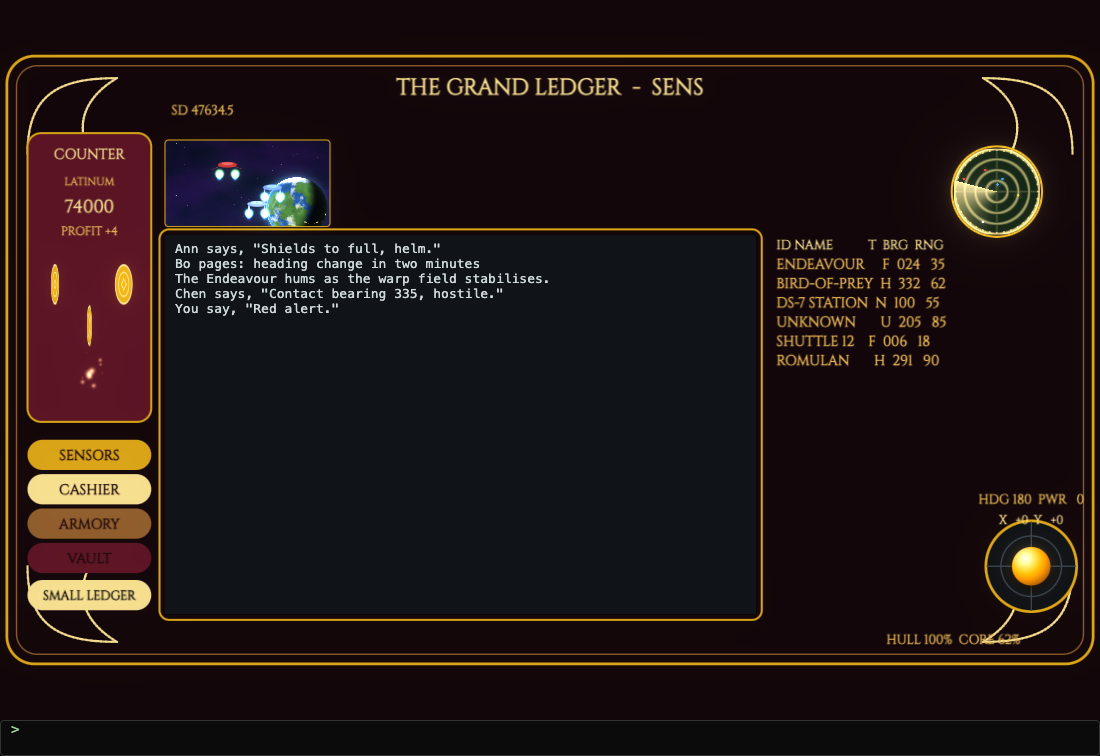 THE GRAND LEDGER - SENS
SD 47634.5
COUNTER
LATINUM
74000
PROFIT +4
SENSORS
CASHIER
ARMORY
VAULT
SMALL LEDGER
Ann says, "Shields to full, helm."
Bo pages: heading change in two minutes
The Endeavour hums as the warp field stabilises.
Chen says, "Contact bearing 335, hostile."
You say, "Red alert."
ID NAME T BRG RNG
ENDEAVOUR F 024 35
BIRD-OF-PREY H 332 62
DS-7 STATION N 100 55
UNKNOWN U 205 85
SHUTTLE 12 F 006 18
ROMULAN H 291 90
HDG 180 PWR 0
X +0 Y +0
HULL 100% CORE 62%
>